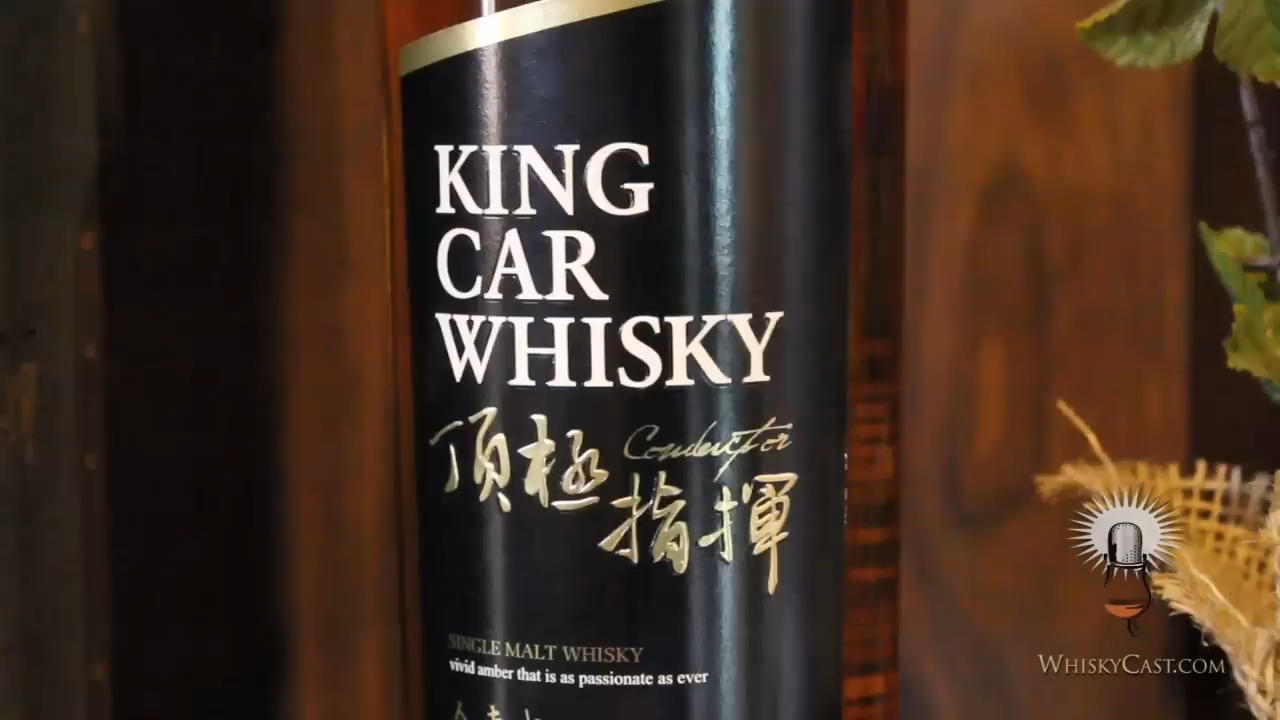 KING
CAR
WHISKY
頂極 Conductor
指揮
SINGLE MALT WHISKY
vivid amber that is as passionate as ever
WHISKYCAST.COM